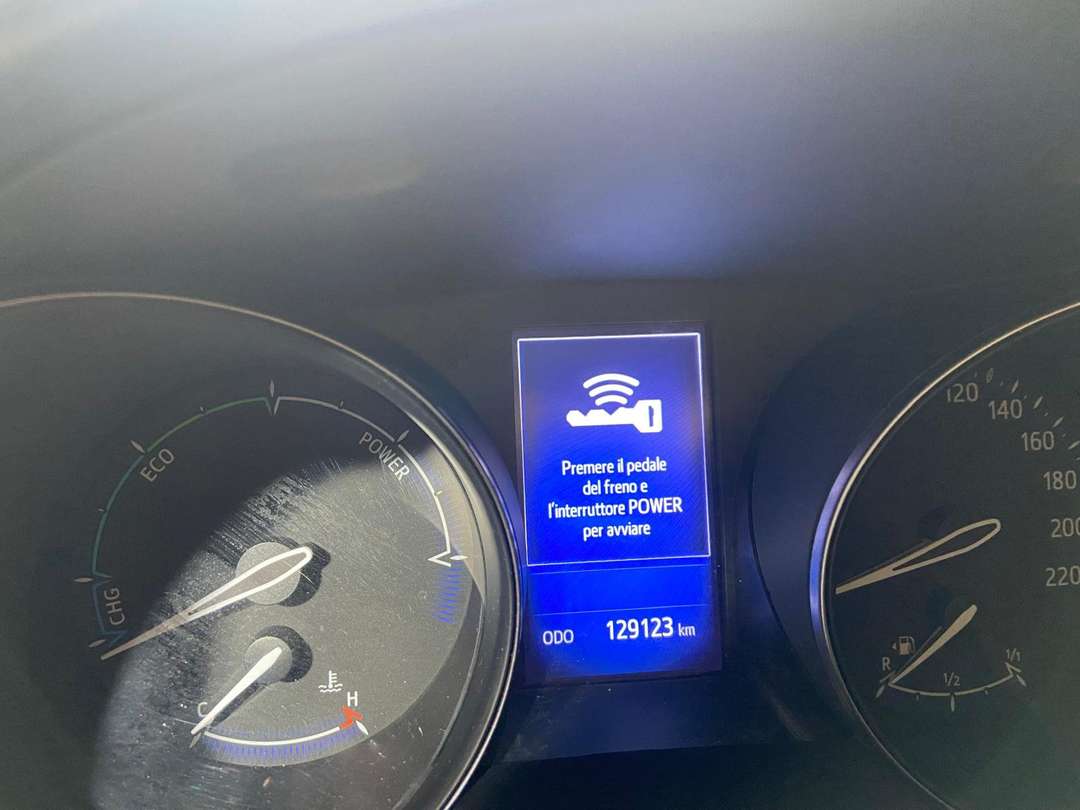 ECO
POWER
CHG
C
H
Premere il pedale
del freno e
l'interruttore POWER
per avviare
ODO 129123 km
120
140
160
180
200
220
R
1/2
1/1